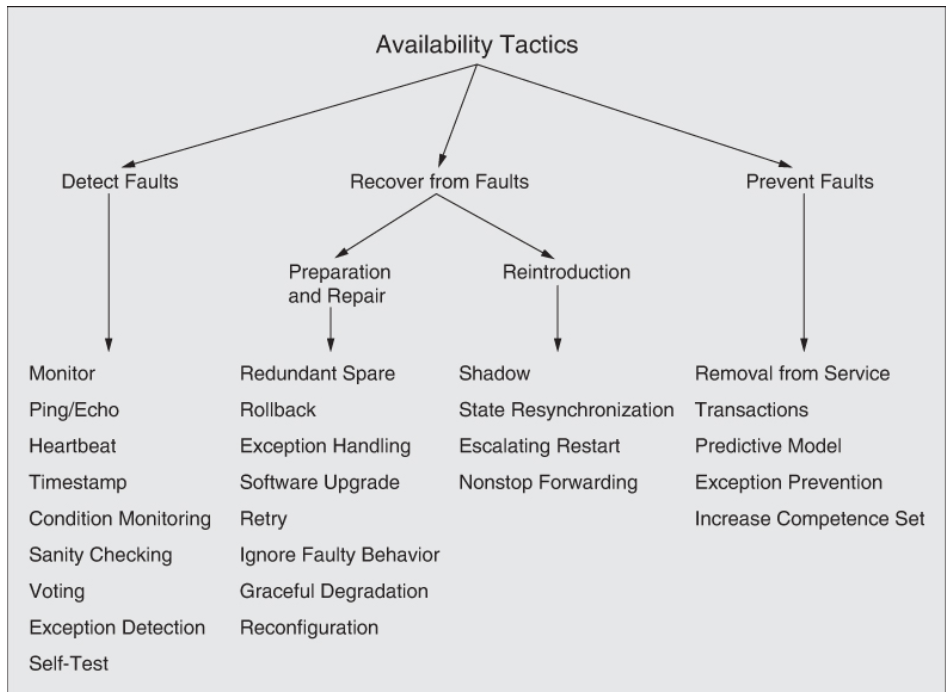 Availability Tactics
Detect Faults
Recover from Faults
Prevent Faults
Preparation
and Repair
Reintroduction
Monitor
Ping/Echo
Heartbeat
Timestamp
Condition Monitoring
Sanity Checking
Voting
Exception Detection
Self-Test
Redundant Spare
Rollback
Exception Handling
Software Upgrade
Retry
Ignore Faulty Behavior
Graceful Degradation
Reconfiguration
Shadow
State Resynchronization
Escalating Restart
Nonstop Forwarding
Removal from Service
Transactions
Predictive Model
Exception Prevention
Increase Competence Set